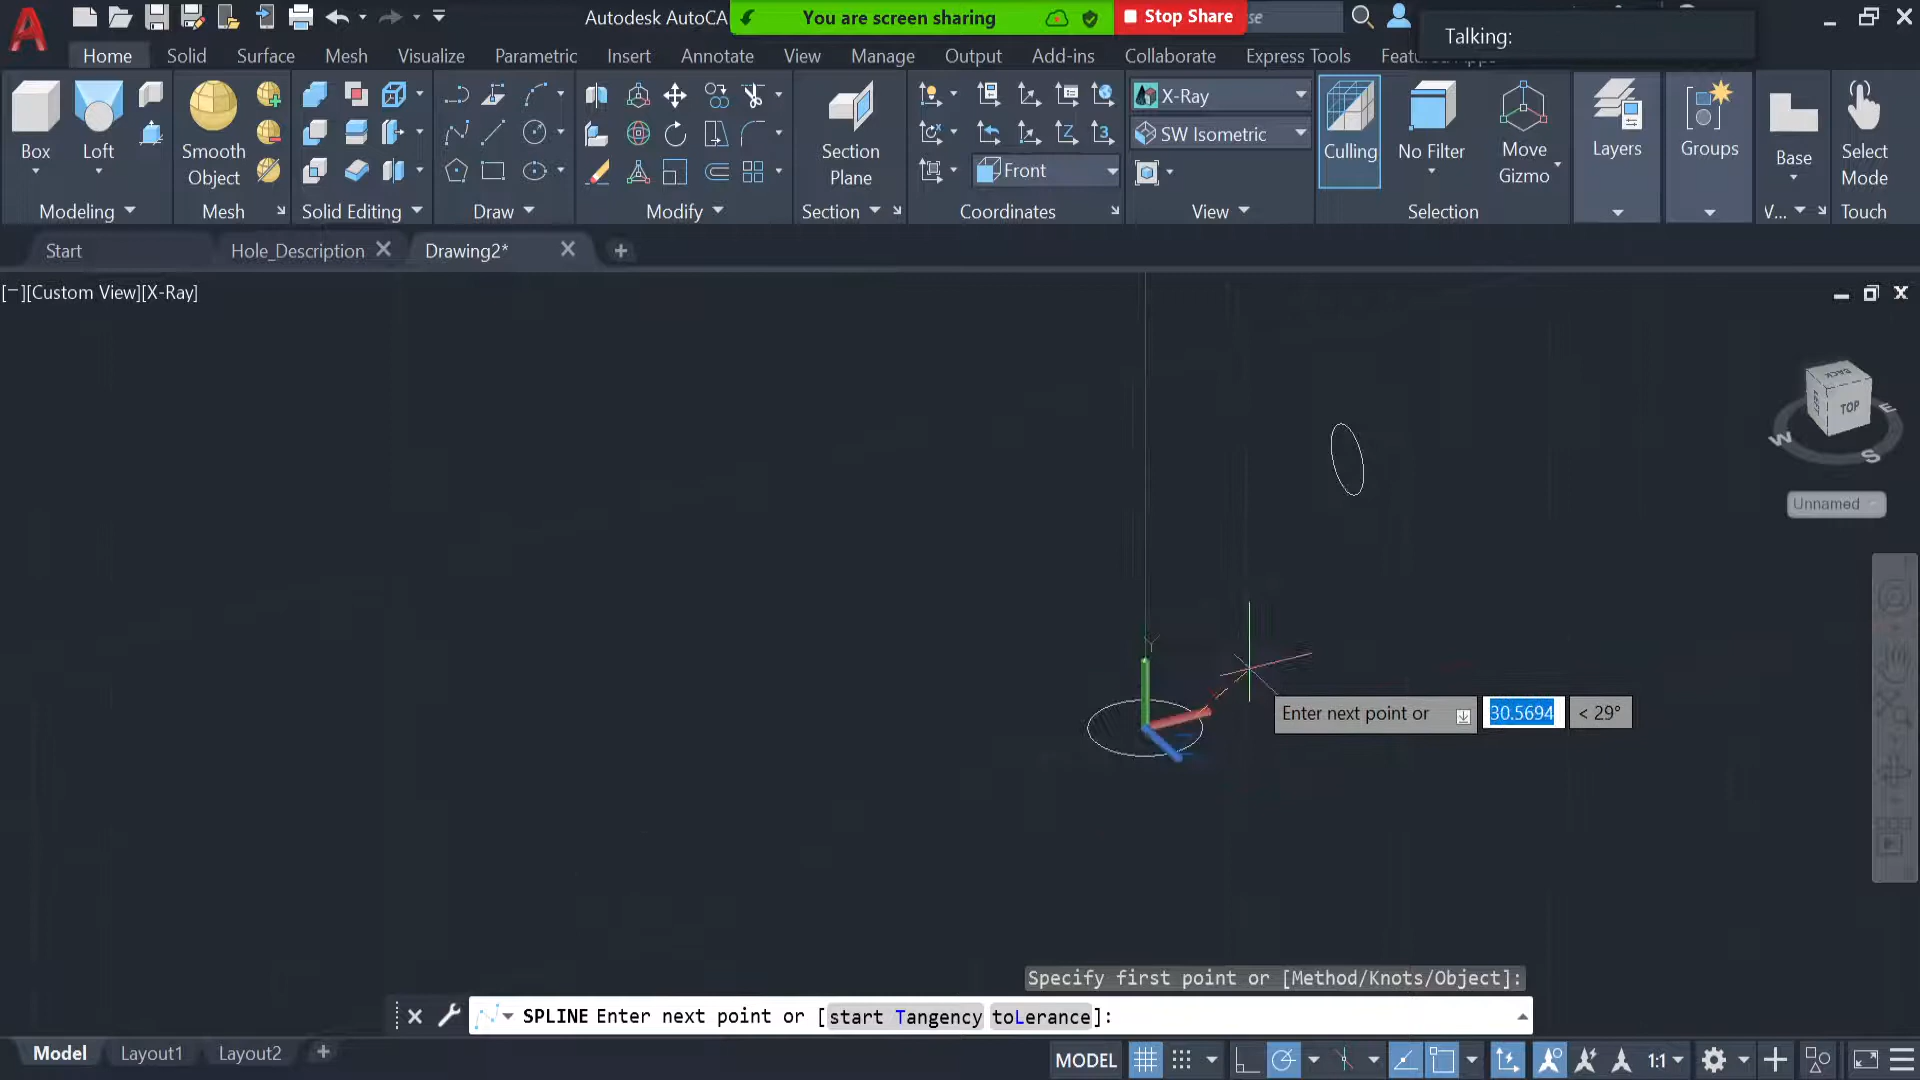 Autodesk AutoCA
You are screen sharing
Stop Share
se
Talking:
Home Solid Surface Mesh Parametric Visualize Insert Annotate View Manage Output Add-ins Collaborate Express Tools
Box
Loft
Smooth
Object
Section
Plane
X-Ray
SW Isometric
Front
Culling
No Filter
Move
Gizmo
Layers
Groups
Base
Select
Mode
Modeling
Mesh
Solid Editing
Draw
Modify
Section
Coordinates
View
Selection
V...
Touch
Start
Hole_Description
Drawing2*
[−][Custom View][X-Ray]
BACK
LEFT
TOP
E
W
S
Unnamed
Y
Enter next point or
30.5694
< 29°
Specify first point or [Method/Knots/Object]:
SPLINE Enter next point or [start Tangency toLerance]:
Model
Layout1
Layout2
MODEL
1:1